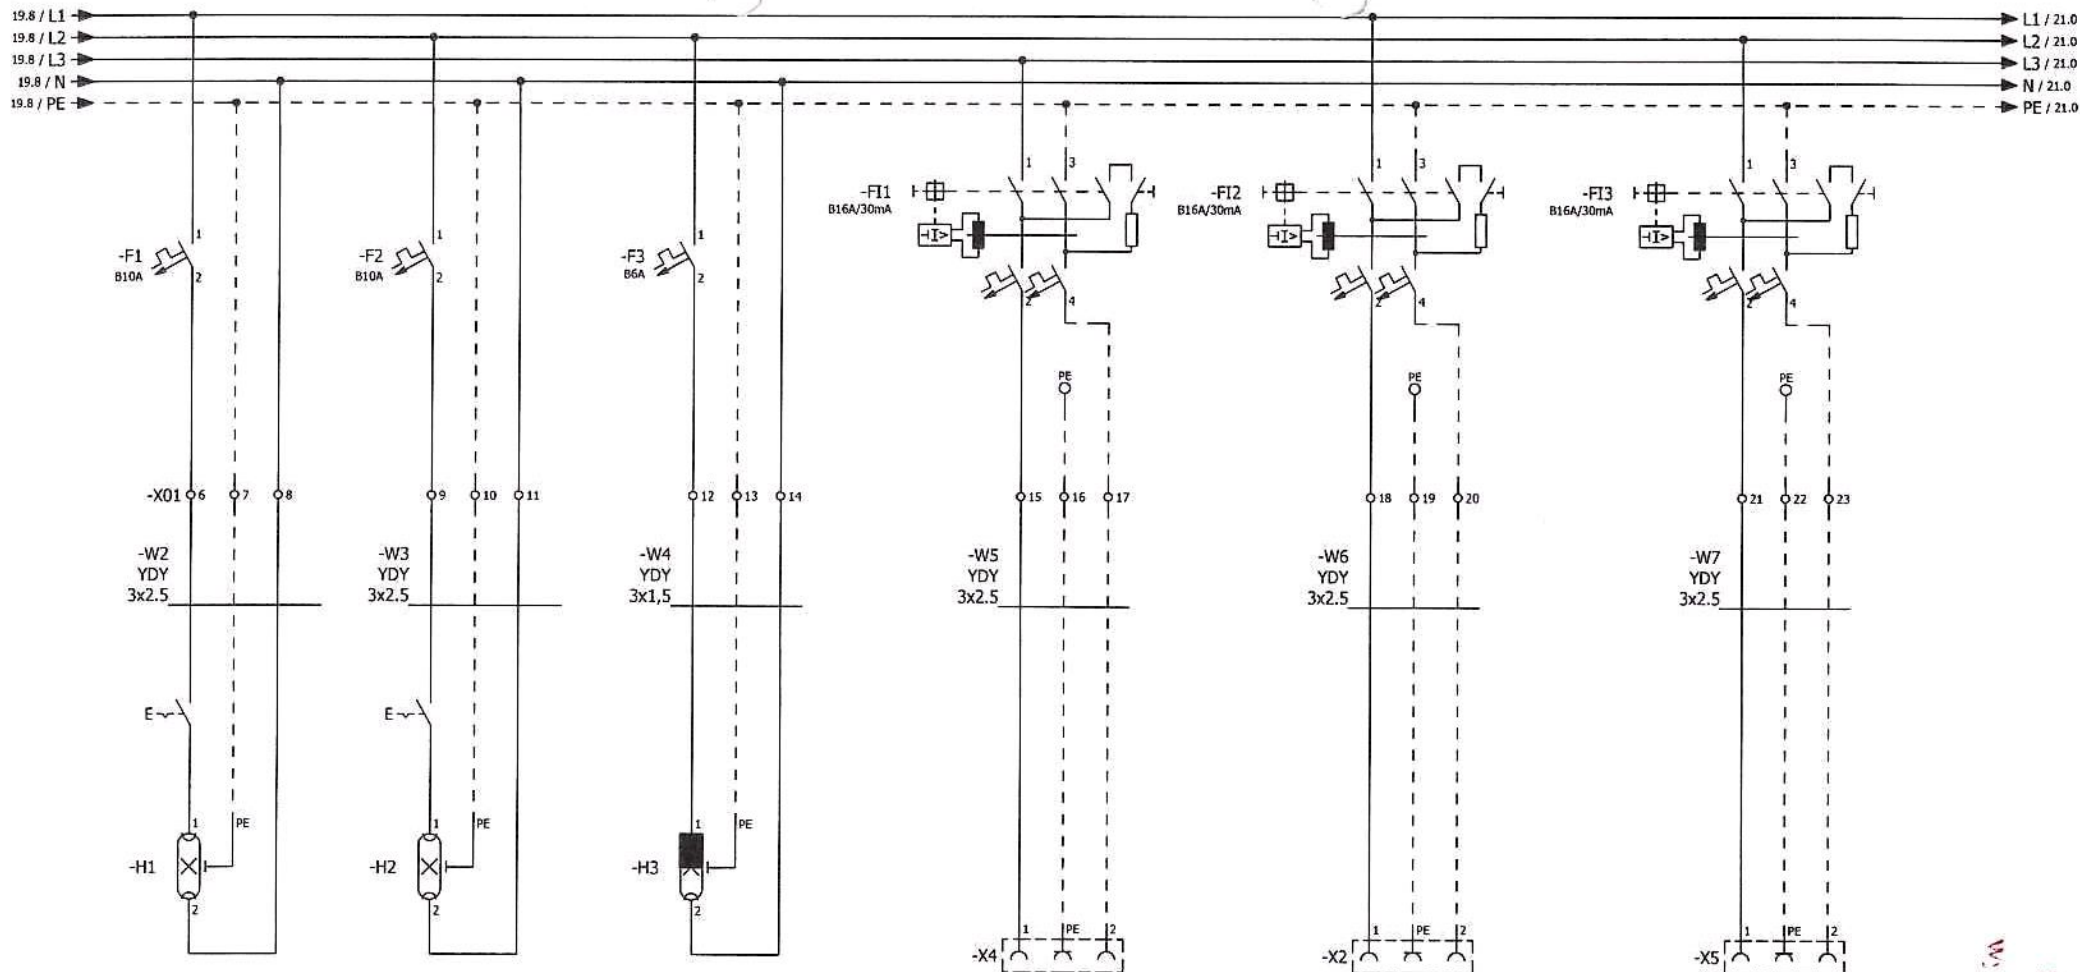 19.8 / L1
L1 / 21.0
19.8 / L2
L2 / 21.0
19.8 / L3
L3 / 21.0
19.8 / N
N / 21.0
19.8 / PE
PE / 21.0
1 3 1 3 1 3
-FI1
B16A/30mA
-FI2
B16A/30mA
-FI3
B16A/30mA
I> I> I>
1 1 1
-F1
B10A
-F2
B10A
-F3
B6A
2 2 2
2 4 2 4 2 4
PE PE PE
-X01 6 7 8 9 10 11 12 13 14 15 16 17 18 19 20 21 22 23
-W2
YDY
3x2.5
-W3
YDY
3x2.5
-W4
YDY
3x1,5
-W5
YDY
3x2.5
-W6
YDY
3x2.5
-W7
YDY
3x2.5
E E
1 PE 1 PE 1 PE
-H1 -H2 -H3
2 2 2
1 PE 2 1 PE 2 1 PE 2
-X4 -X2 -X5